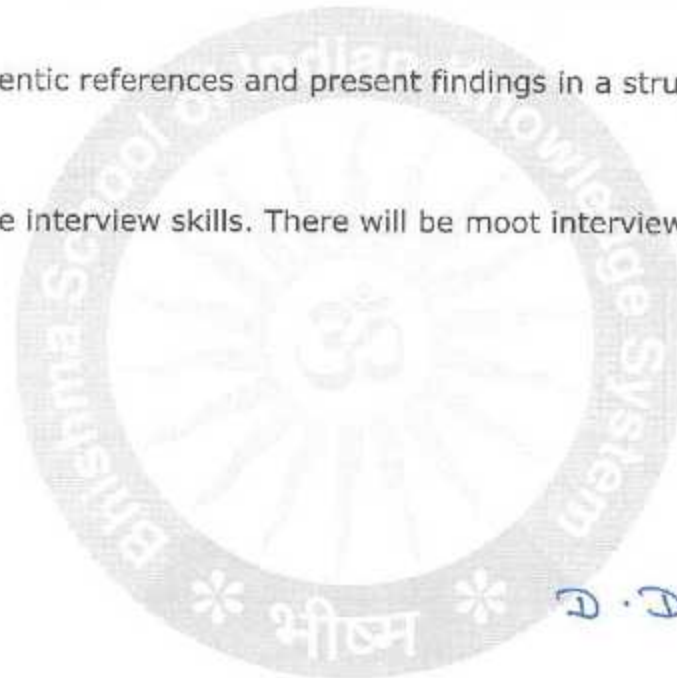 entic references and present findings in a stru
e interview skills. There will be moot interview
Bhishma School of Indian Knowledge System
ॐ
* भीष्म *
D. D